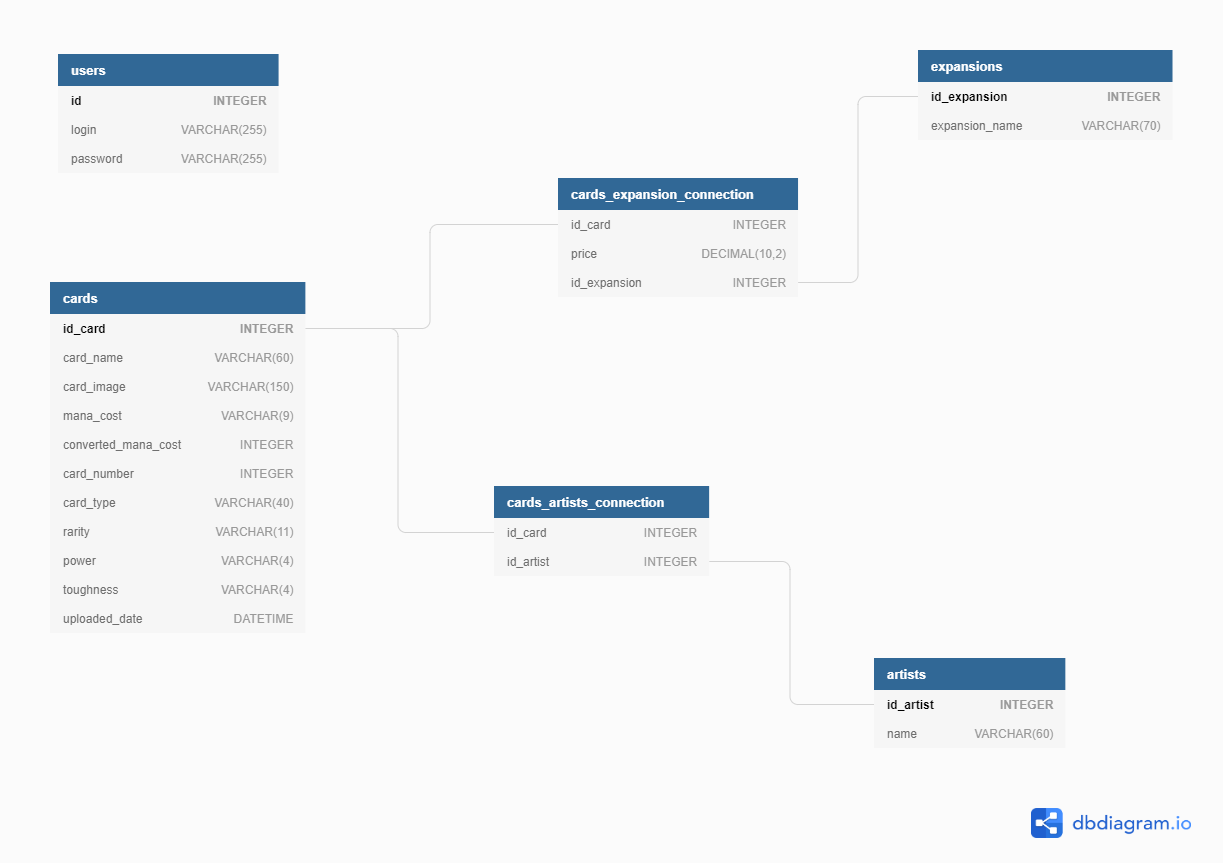 users
id INTEGER
login VARCHAR(255)
password VARCHAR(255)
expansions
id_expansion INTEGER
expansion_name VARCHAR(70)
cards_expansion_connection
id_card INTEGER
price DECIMAL(10,2)
id_expansion INTEGER
cards
id_card INTEGER
card_name VARCHAR(60)
card_image VARCHAR(150)
mana_cost VARCHAR(9)
converted_mana_cost INTEGER
card_number INTEGER
card_type VARCHAR(40)
rarity VARCHAR(11)
power VARCHAR(4)
toughness VARCHAR(4)
uploaded_date DATETIME
cards_artists_connection
id_card INTEGER
id_artist INTEGER
artists
id_artist INTEGER
name VARCHAR(60)
dbdiagram.io